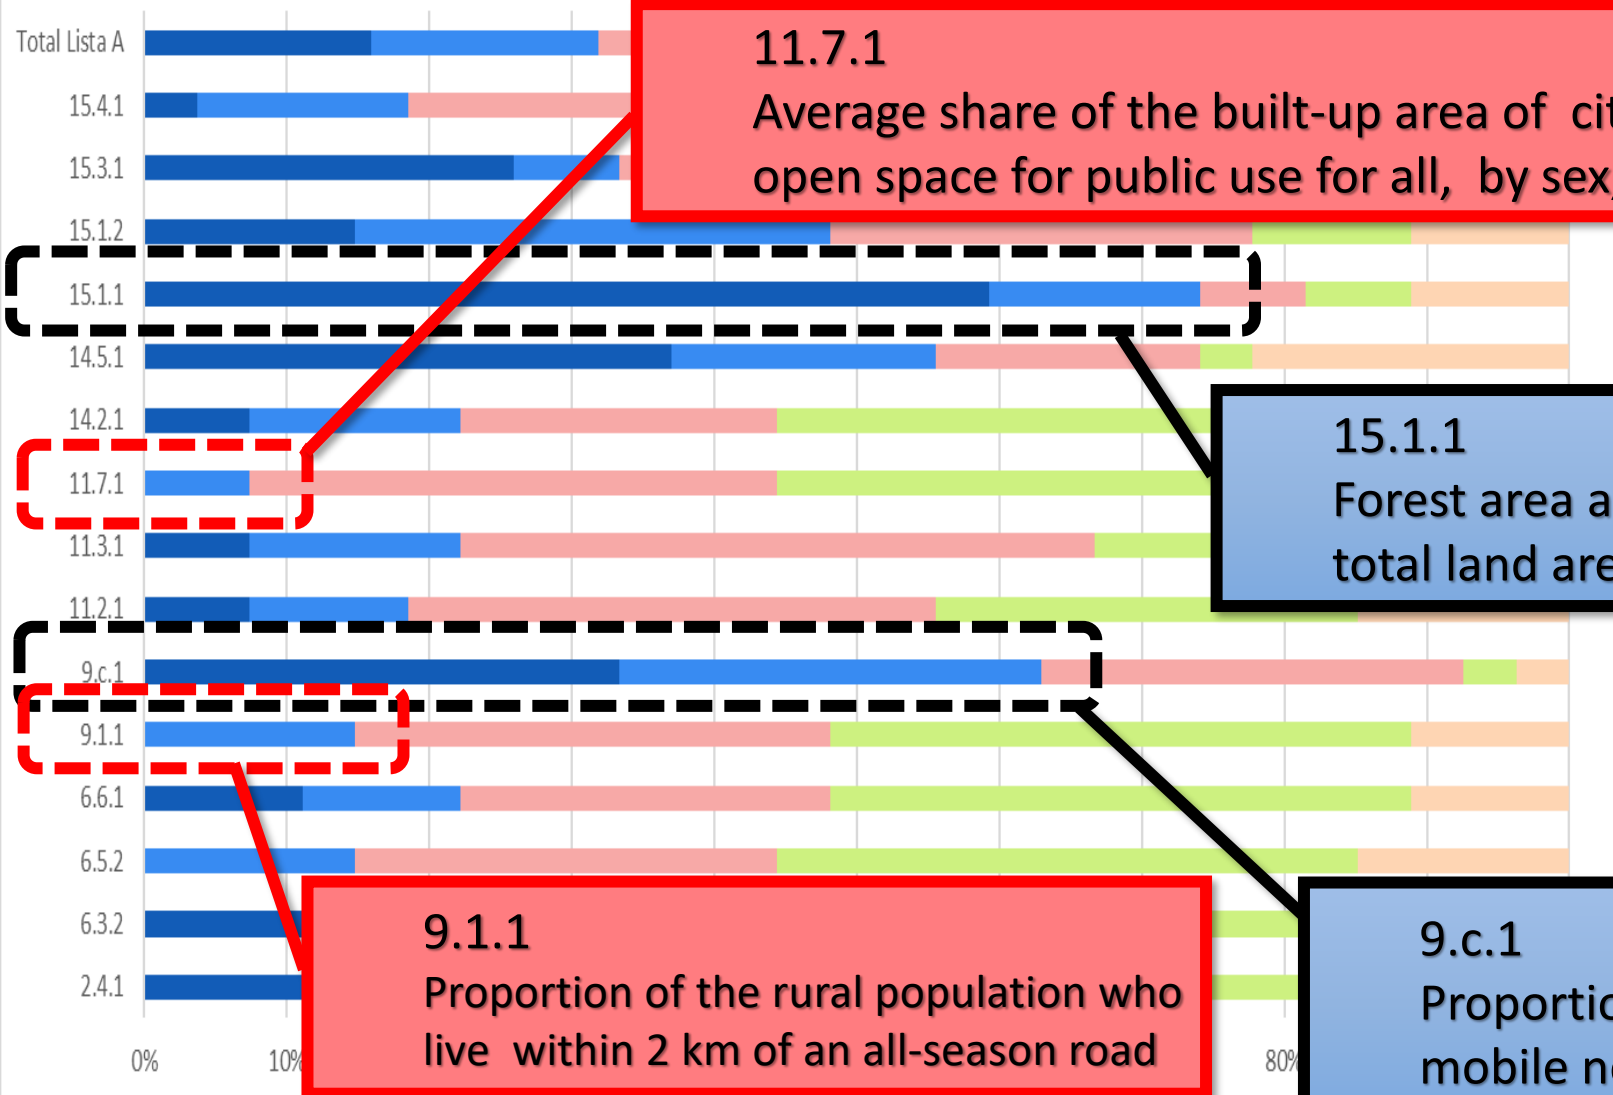 Total Lista A
15.4.1
15.3.1
15.1.2
15.1.1
14.5.1
14.2.1
11.7.1
11.3.1
11.2.1
9.c.1
9.1.1
6.6.1
6.5.2
6.3.2
2.4.1
0%
10%
80%
11.7.1
Average share of the built-up area of cit
open space for public use for all, by sex,
15.1.1
Forest area a
total land are
9.1.1
Proportion of the rural population who
live within 2 km of an all-season road
9.c.1
Proportio
mobile ne